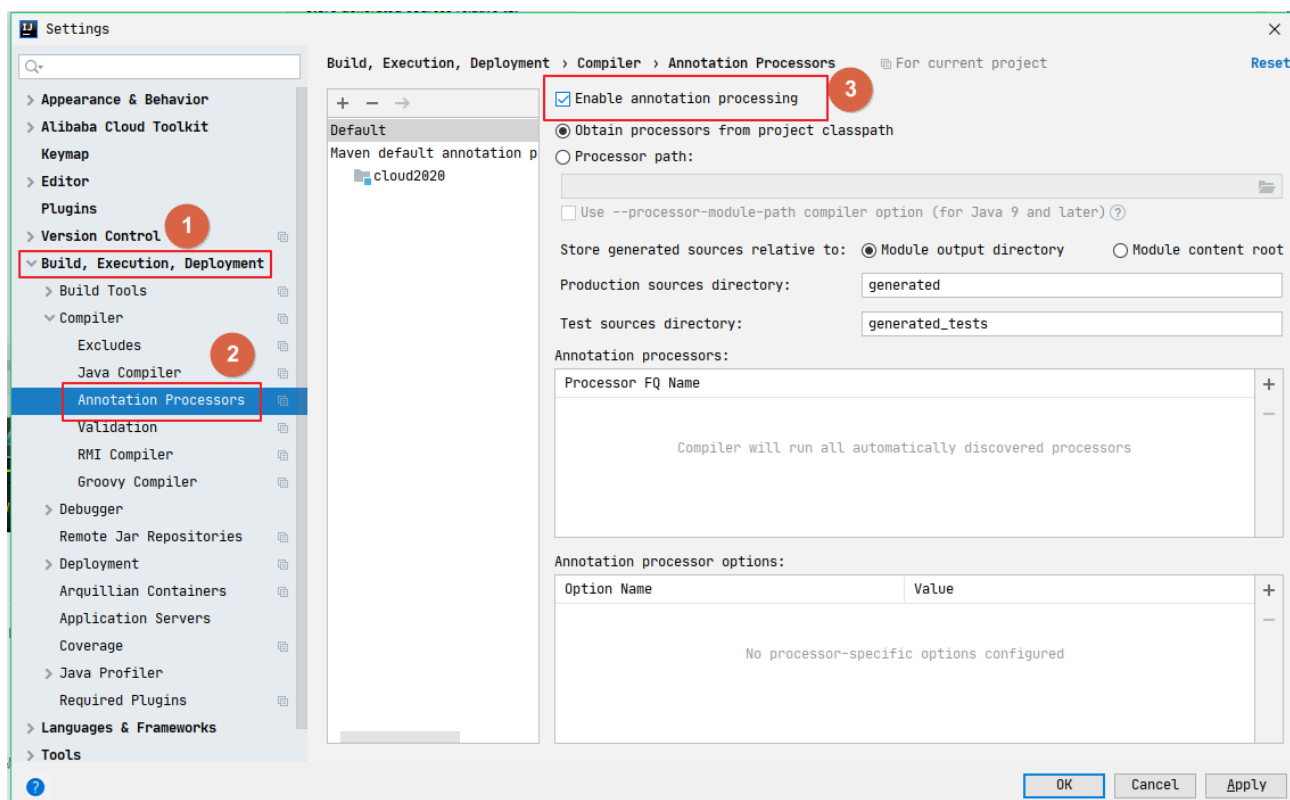 Settings
Build, Execution, Deployment › Compiler › Annotation Processors
For current project
Reset
Appearance & Behavior
Alibaba Cloud Toolkit
Keymap
Editor
Plugins
Version Control
1
Build, Execution, Deployment
Build Tools
Compiler
Excludes
2
Java Compiler
Annotation Processors
Validation
RMI Compiler
Groovy Compiler
Debugger
Remote Jar Repositories
Deployment
Arquillian Containers
Application Servers
Coverage
Java Profiler
Required Plugins
Languages & Frameworks
Tools
Default
Maven default annotation p
cloud2020
Enable annotation processing
3
Obtain processors from project classpath
Processor path:
Use --processor-module-path compiler option (for Java 9 and later)
Store generated sources relative to: Module output directory Module content root
Production sources directory: generated
Test sources directory: generated_tests
Annotation processors:
Processor FQ Name
Compiler will run all automatically discovered processors
Annotation processor options:
Option Name Value
No processor-specific options configured
OK Cancel Apply